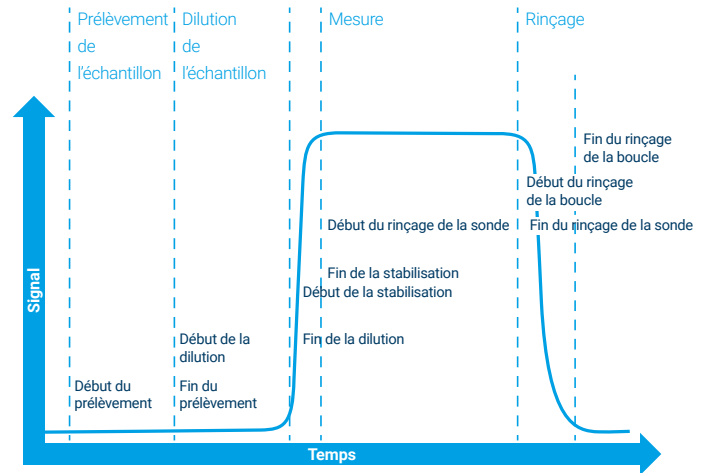 Prélèvement
de
l'échantillon
Dilution
de
l'échantillon
Mesure
Rinçage
Fin du rinçage
de la boucle
Début du rinçage
de la boucle
Début du rinçage de la sonde
Fin du rinçage de la sonde
Fin de la stabilisation
Début de la stabilisation
Début de la
dilution
Fin de la dilution
Début du
prélèvement
Fin du
prélèvement
Signal
Temps